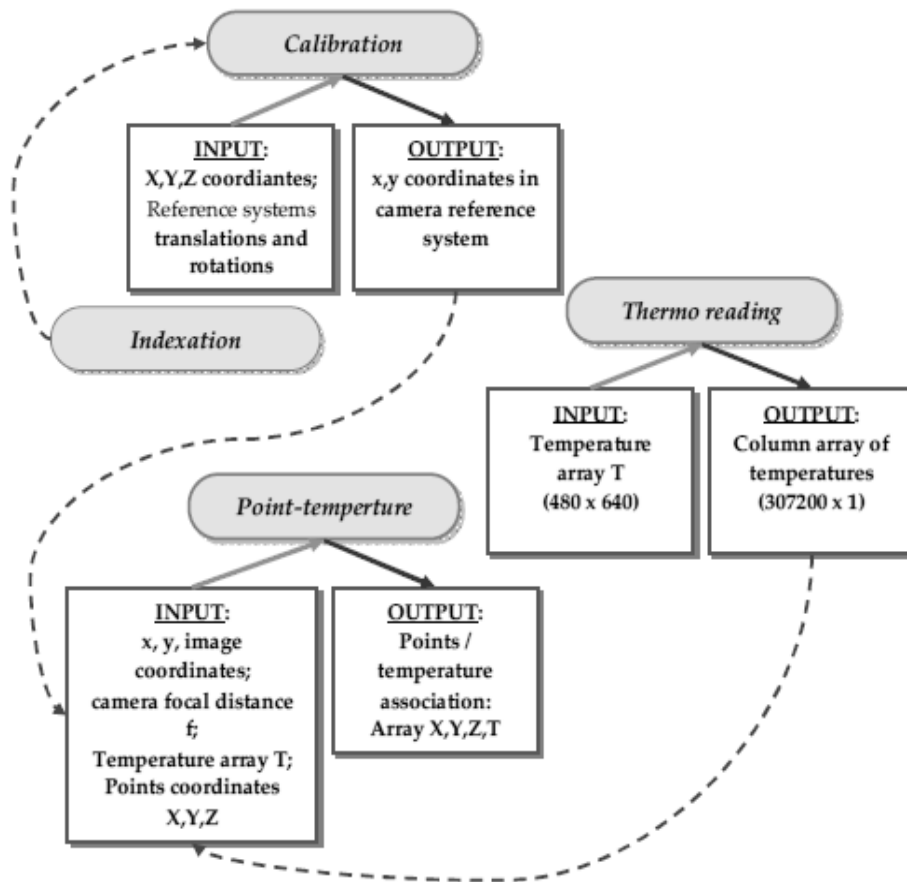 Calibration
INPUT:
X,Y,Z coordiantes;
Reference systems
translations and
rotations
OUTPUT:
x,y coordinates in
camera reference
system
Indexation
Thermo reading
INPUT:
Temperature
array T
(480 x 640)
OUTPUT:
Column array of
temperatures
(307200 x 1)
Point-temperture
INPUT:
x, y, image
coordinates;
camera focal distance
f;
Temperature array T;
Points coordinates
X,Y,Z
OUTPUT:
Points /
temperature
association:
Array X,Y,Z,T